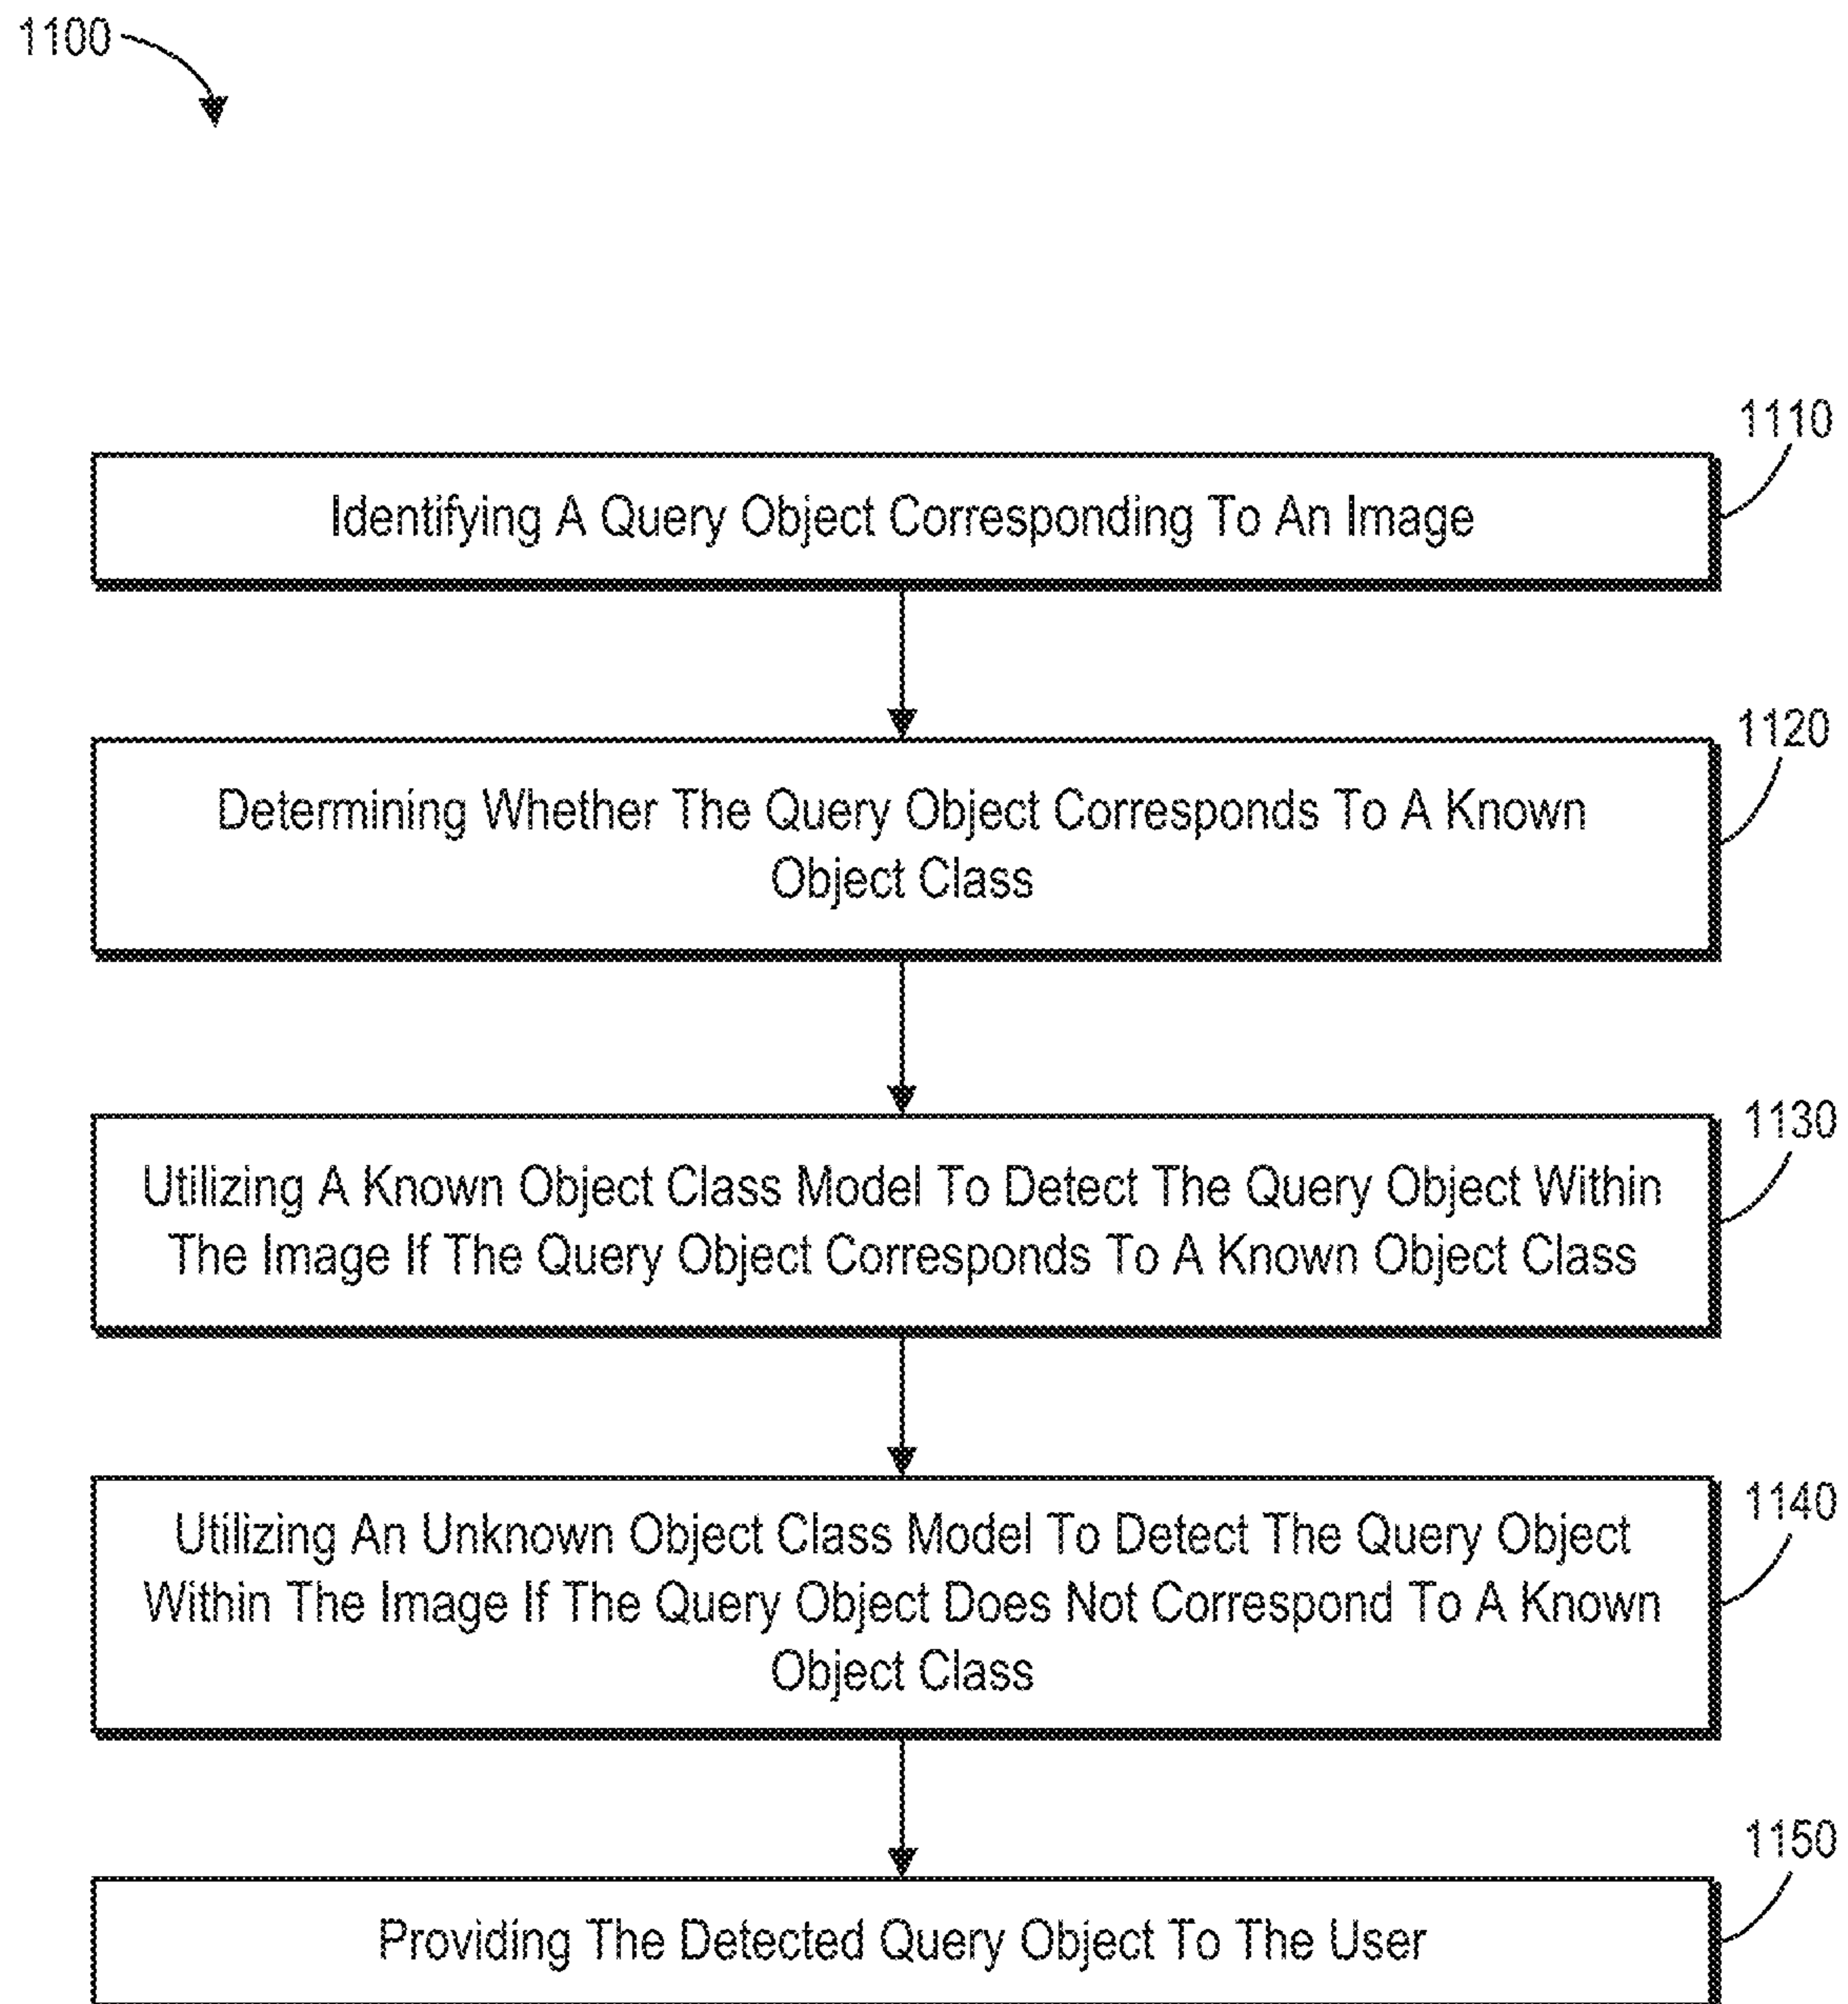 1100
1110
Identifying A Query Object Corresponding To An Image
1120
Determining Whether The Query Object Corresponds To A Known
Object Class
1130
Utilizing A Known Object Class Model To Detect The Query Object Within
The Image If The Query Object Corresponds To A Known Object Class
1140
Utilizing An Unknown Object Class Model To Detect The Query Object
Within The Image If The Query Object Does Not Correspond To A Known
Object Class
1150
Providing The Detected Query Object To The User